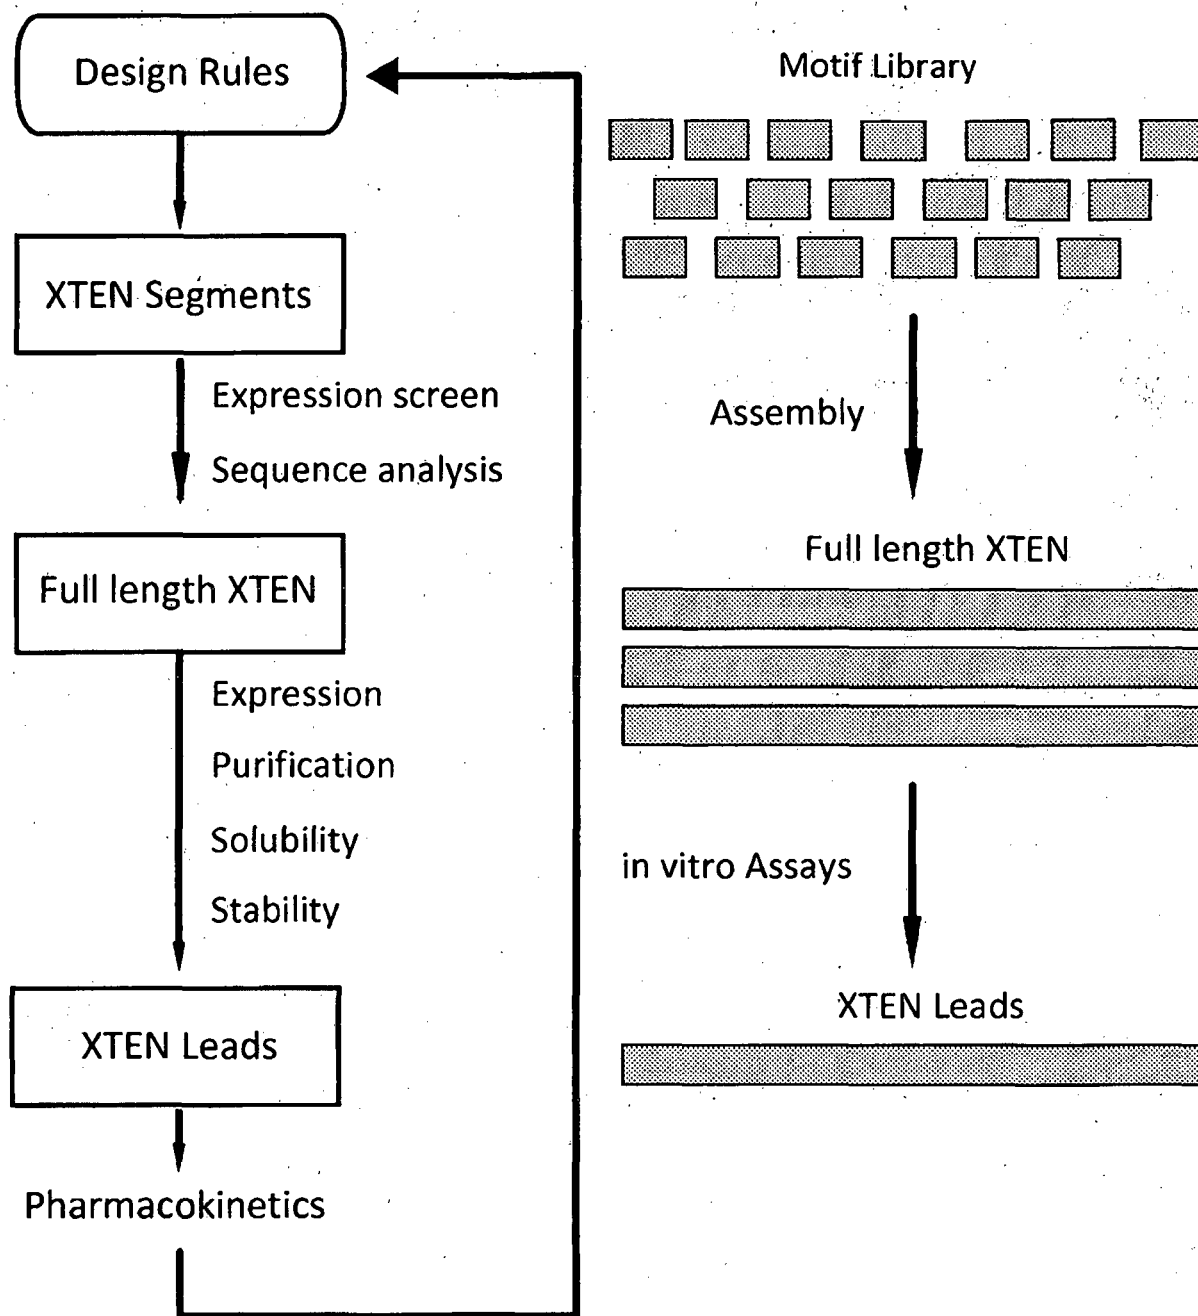 Design Rules
XTEN Segments
Expression screen
Sequence analysis
Full length XTEN
Expression
Purification
Solubility
Stability
XTEN Leads
Pharmacokinetics
Motif Library
Assembly
Full length XTEN
in vitro Assays
XTEN Leads